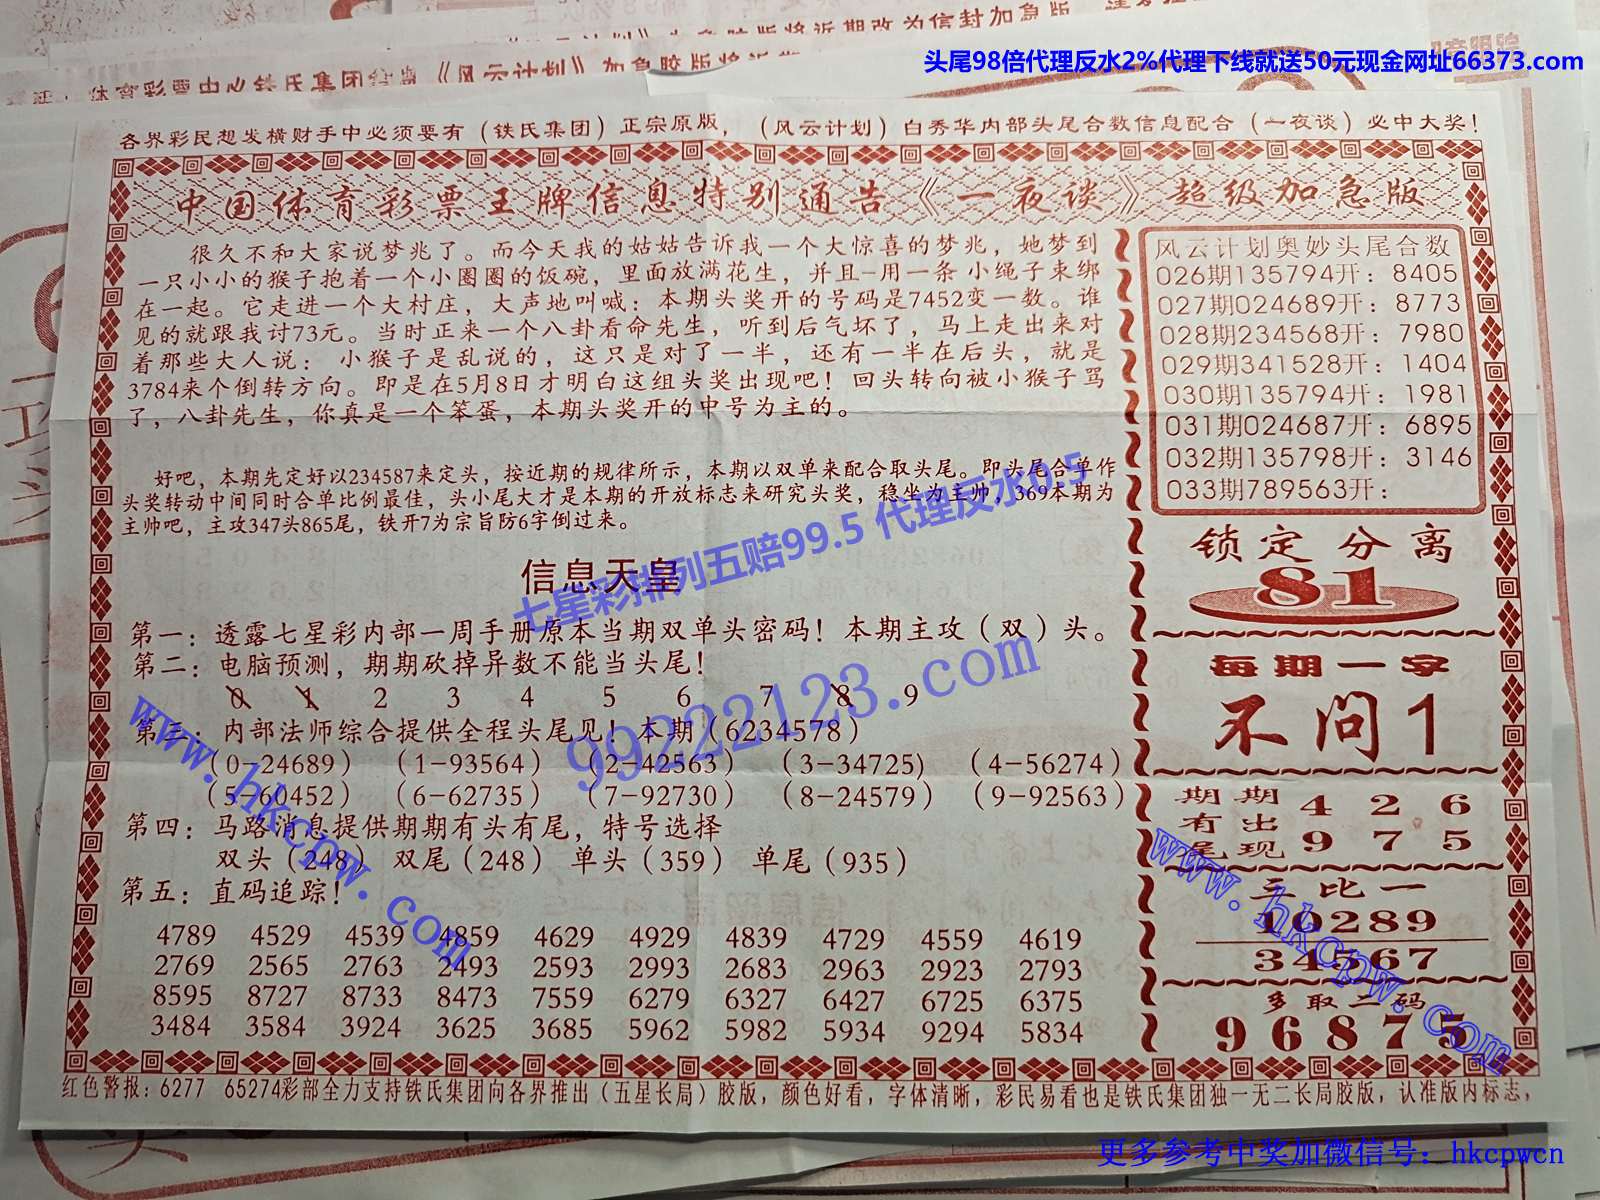 头尾98倍代理反水2%代理下线就送50元现金网址66373.com
各界彩民想发横财手中必须要有（铁氏集团）正宗原版，（风云计划）白秀华内部头尾合数信息配合（一夜谈）必中大奖！
中国体育彩票王牌信息特别通告《一夜谈》超级加急版
很久不和大家说梦兆了。而今天我的姑姑告诉我一个大惊喜的梦兆，她梦到
一只小小的猴子抱着一个小圈圈的饭碗，里面放满花生，并且-用一条 小绳子束绑
在一起。它走进一个大村庄，大声地叫喊：本期头奖开的号码是7452变一数。谁
见的就跟我讨73元。当时正来一个八卦看命先生，听到后气坏了，马上走出来对
着那些大人说：小猴子是乱说的，这只是对了一半，还有一半在后头，就是
3784来个倒转方向。即是在5月8日才明白这组头奖出现吧！回头转向被小猴子骂
了，八卦先生，你真是一个笨蛋，本期头奖开的中号为主的。
好吧，本期先定好以234587来定头，按近期的规律所示，本期以双单来配合取头尾。即头尾合单作
头奖转动中间同时合单比例最佳，头小尾大才是本期的开放标志来研究头奖，稳坐为主帅，369本期为
主帅吧，主攻347头865尾，铁开7为宗旨防6字倒过来。
七星彩排列五赔99.5 代理反水0.5
信息天皇
第一：透露七星彩内部一周手册原本当期双单头密码！本期主攻（双）头。
第二：电脑预测，期期砍掉异数不能当头尾！
0 1 2 3 4 5 6 7 8 9
第三：内部法师综合提供全程头尾见！本期（6234578）
（0-24689）（1-93564）（2-42563）（3-34725)（4-56274）
（5-60452）（6-62735）（7-92730）（8-24579）（9-92563）
第四：马路消息提供期期有头有尾，特号选择
双头（248） 双尾（248） 单头（359） 单尾（935）
第五：直码追踪！
4789 4529 4539 4859 4629 4929 4839 4729 4559 4619
2769 2565 2763 2493 2593 2993 2683 2963 2923 2793
8595 8727 8733 8473 7559 6279 6327 6427 6725 6375
3484 3584 3924 3625 3685 5962 5982 5934 9294 5834
99222123.com
www.hkcpw.com
风云计划奥妙头尾合数
026期135794开：8405
027期024689开：8773
028期234568开：7980
029期341528开：1404
030期135794开：1981
031期024687开：6895
032期135798开：3146
033期789563开：
锁定分离
81
每期一字
不问1
期期 4 2 6
有出
尾现 9 7 5
三比一
10289
34567
多取二码
96875
www.hkcpw.com
红色警报：6277 65274彩部全力支持铁氏集团向各界推出（五星长局）胶版，颜色好看，字体清晰，彩民易看也是铁氏集团独一无二长局胶版，认准版内标志，
更多参考中奖加微信号：hkcpwcn